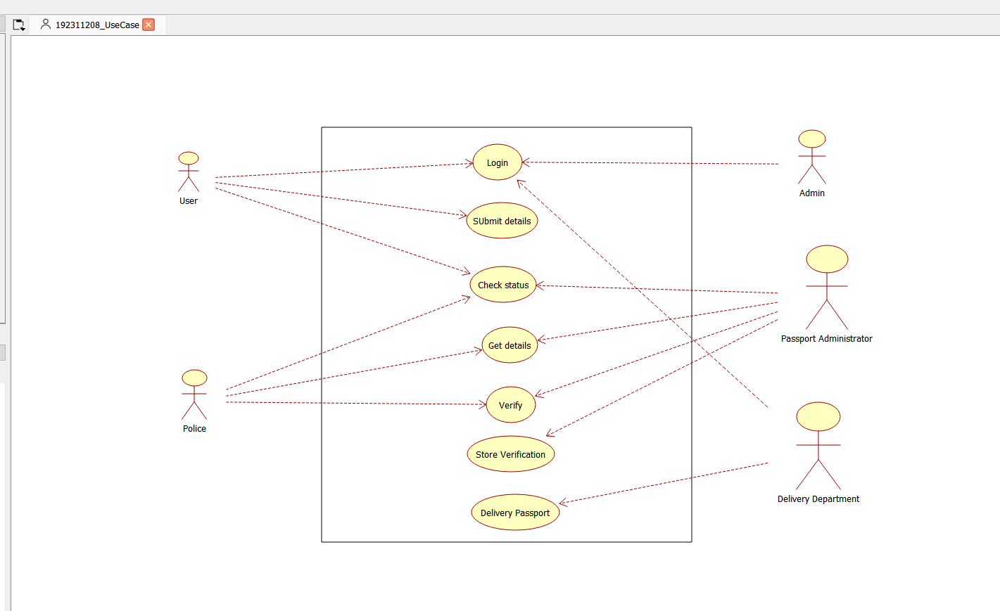 192311208_UseCase
User
Login
Admin
SUbmit details
Check status
Passport Administrator
Get details
Police
Verify
Store Verification
Delivery Department
Delivery Passport